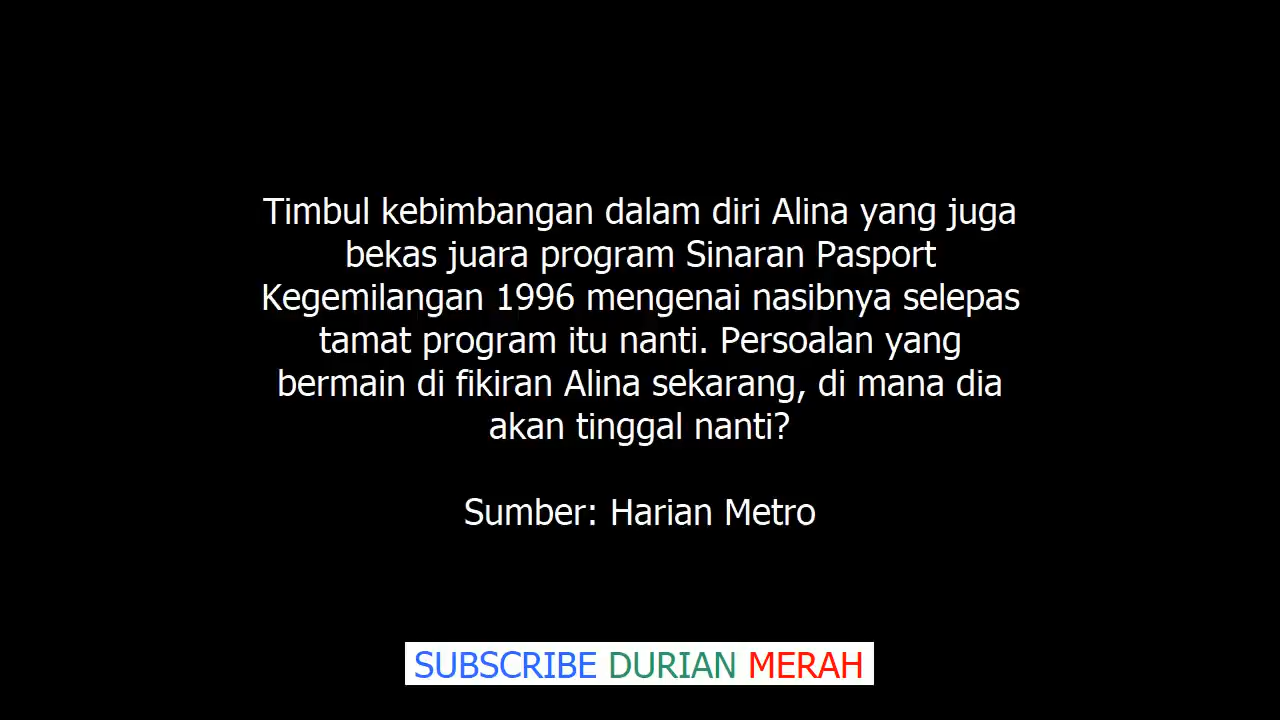 Timbul kebimbangan dalam diri Alina yang juga
bekas juara program Sinaran Pasport
Kegemilangan 1996 mengenai nasibnya selepas
tamat program itu nanti. Persoalan yang
bermain di fikiran Alina sekarang, di mana dia
akan tinggal nanti?
Sumber: Harian Metro
SUBSCRIBE DURIAN MERAH